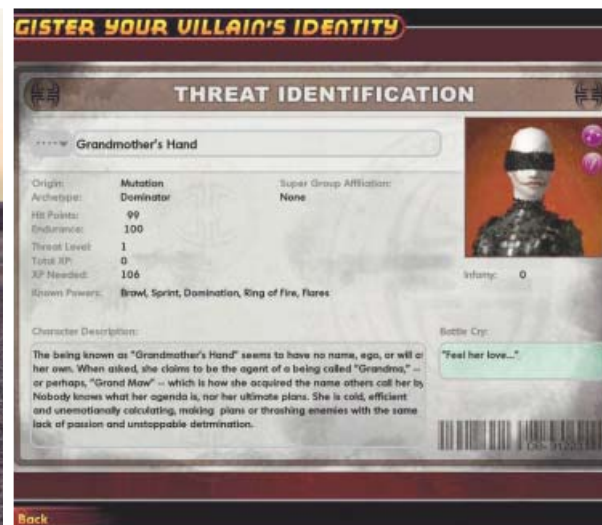 GISTER YOUR VILLAIN'S IDENTITY
THREAT IDENTIFICATION
Grandmother's Hand
Origin: Mutation Super Group Affiliation:
Archetype: Dominator None
Hit Points: 99
Endurance: 100
Threat Level: 1
Total XP: 0
XP Needed: 106 Infamy: 0
Known Powers: Brawl, Sprint, Domination, Ring of Fire, Flares
Character Description: Battle Cry:
The being known as "Grandmother's Hand" seems to have no name, ego, or will of "Feel her love..."
her own. When asked, she claims to be the agent of a being called "Grandma," --
or perhaps, "Grand Maw" -- which is how she acquired the name others call her by
Nobody knows what her agenda is, nor her ultimate plans. She is cold, efficient
and unemotionally calculating, making plans or thrashing enemies with the same
lack of passion and unstoppable detrmination.
Back